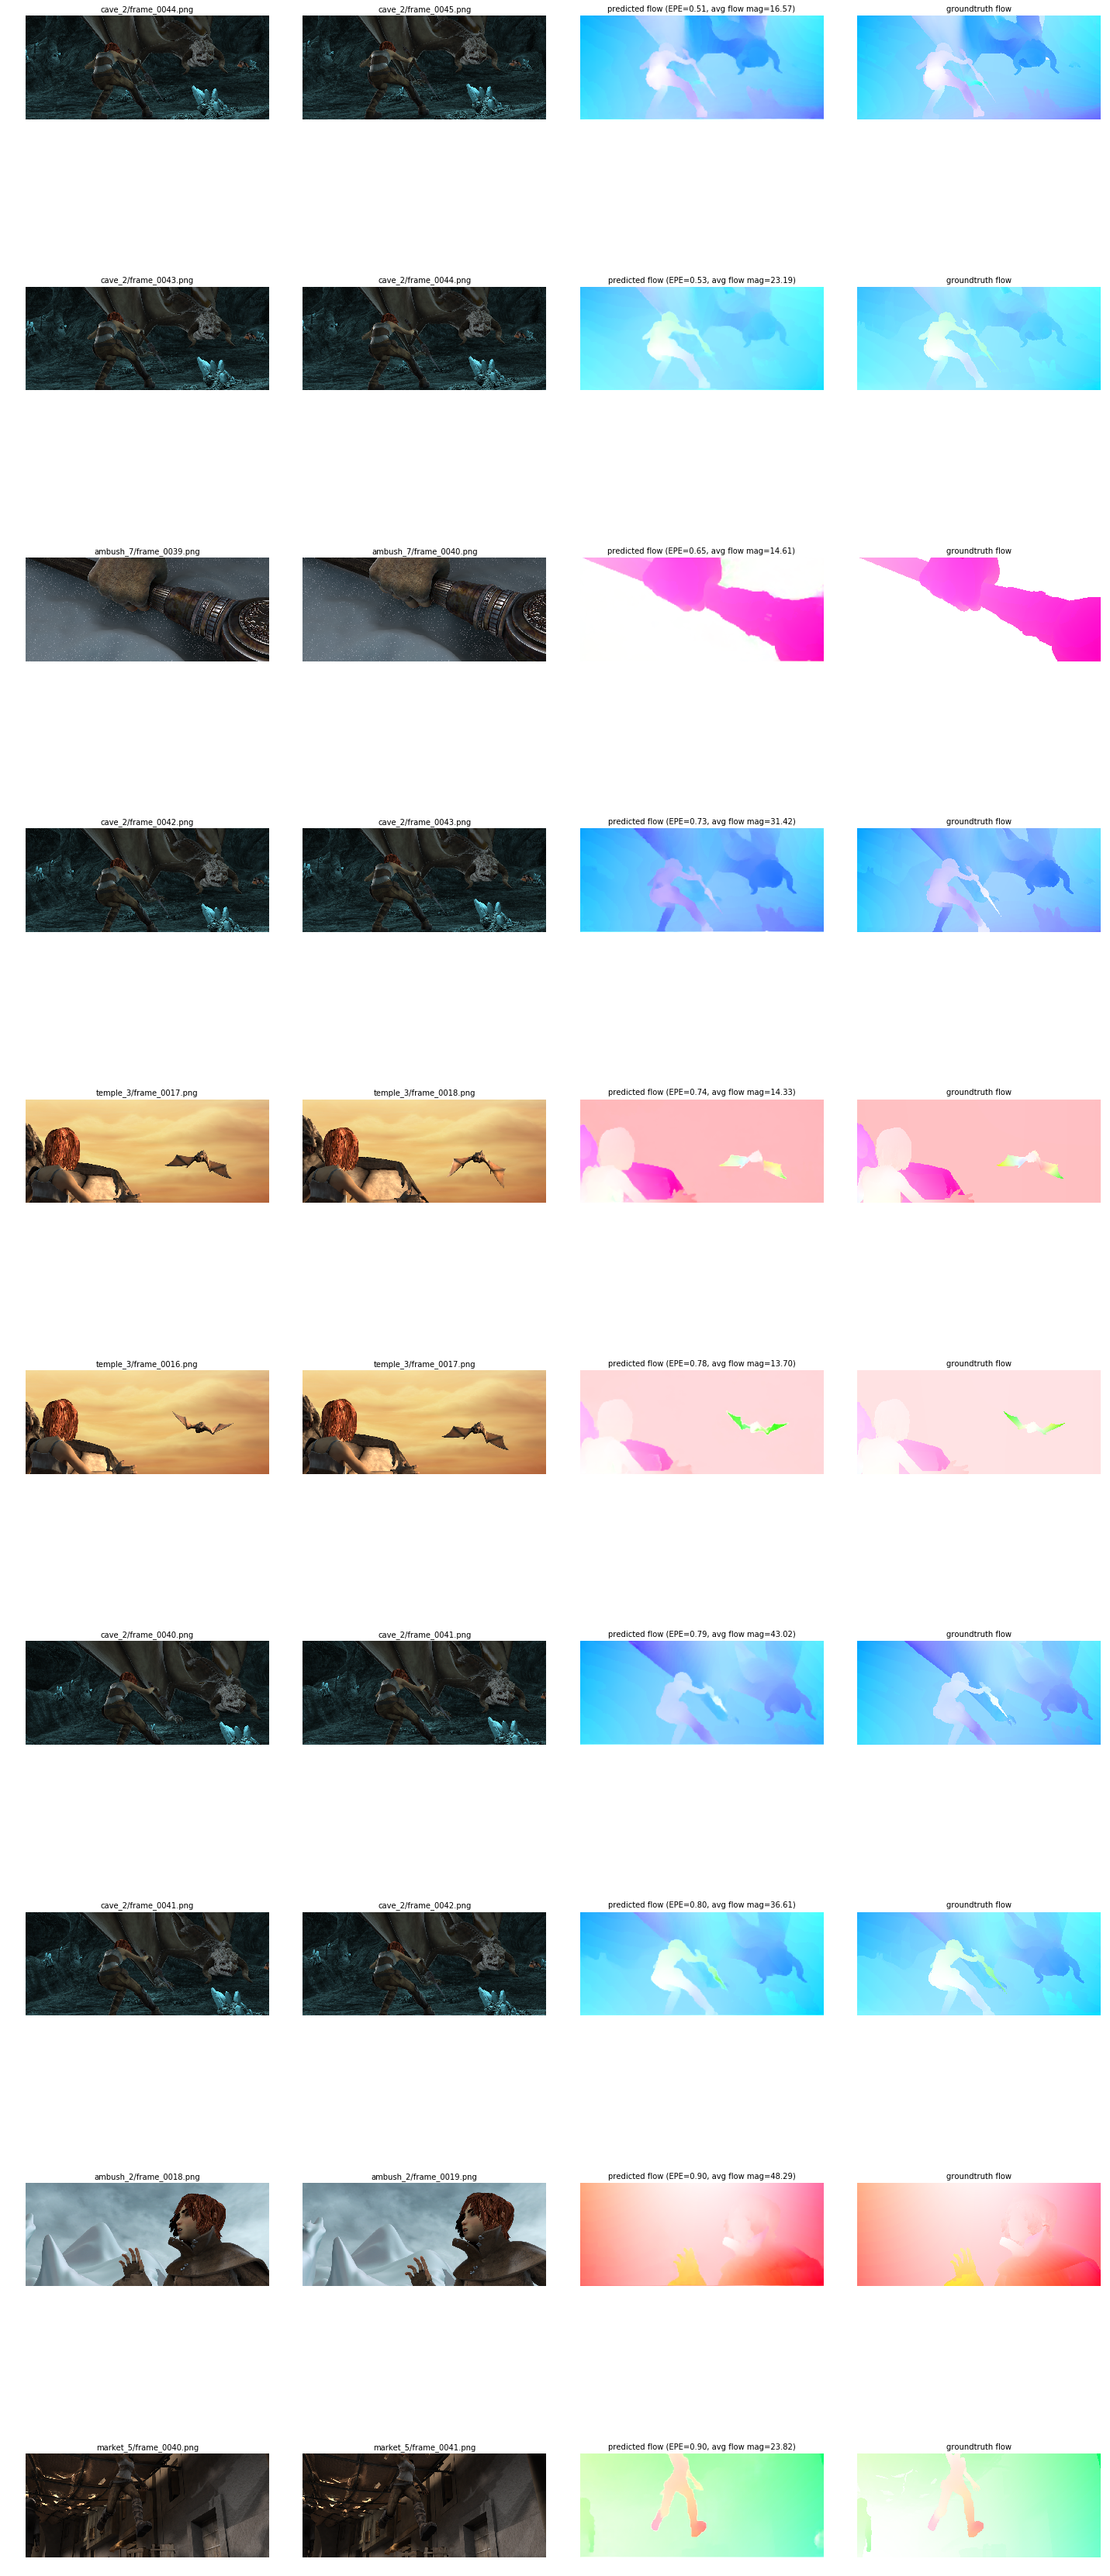 cave_2/frame_0044.png
cave_2/frame_0045.png
predicted flow (EPE=0.51, avg flow mag=16.57)
groundtruth flow
cave_2/frame_0043.png
cave_2/frame_0044.png
predicted flow (EPE=0.53, avg flow mag=23.19)
groundtruth flow
ambush_7/frame_0039.png
ambush_7/frame_0040.png
predicted flow (EPE=0.65, avg flow mag=14.61)
groundtruth flow
cave_2/frame_0042.png
cave_2/frame_0043.png
predicted flow (EPE=0.73, avg flow mag=31.42)
groundtruth flow
temple_3/frame_0017.png
temple_3/frame_0018.png
predicted flow (EPE=0.74, avg flow mag=14.33)
groundtruth flow
temple_3/frame_0016.png
temple_3/frame_0017.png
predicted flow (EPE=0.78, avg flow mag=13.70)
groundtruth flow
cave_2/frame_0040.png
cave_2/frame_0041.png
predicted flow (EPE=0.79, avg flow mag=43.02)
groundtruth flow
cave_2/frame_0041.png
cave_2/frame_0042.png
predicted flow (EPE=0.80, avg flow mag=36.61)
groundtruth flow
ambush_2/frame_0018.png
ambush_2/frame_0019.png
predicted flow (EPE=0.90, avg flow mag=48.29)
groundtruth flow
market_5/frame_0040.png
market_5/frame_0041.png
predicted flow (EPE=0.90, avg flow mag=23.82)
groundtruth flow